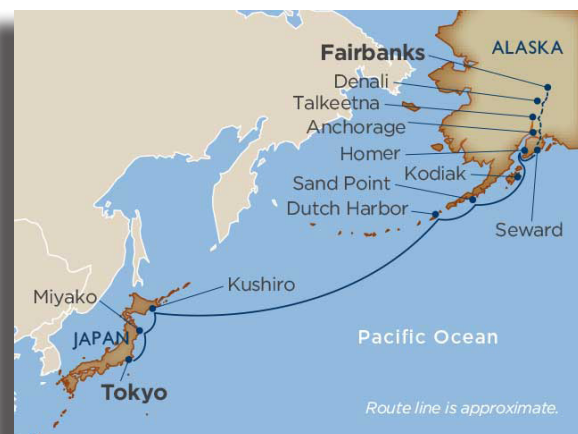 Fairbanks
ALASKA
Denali
Talkeetna
Anchorage
Homer
Kodiak
Sand Point
Dutch Harbor
Seward
Kushiro
Miyako
JAPAN
Pacific Ocean
Tokyo
Route line is approximate.